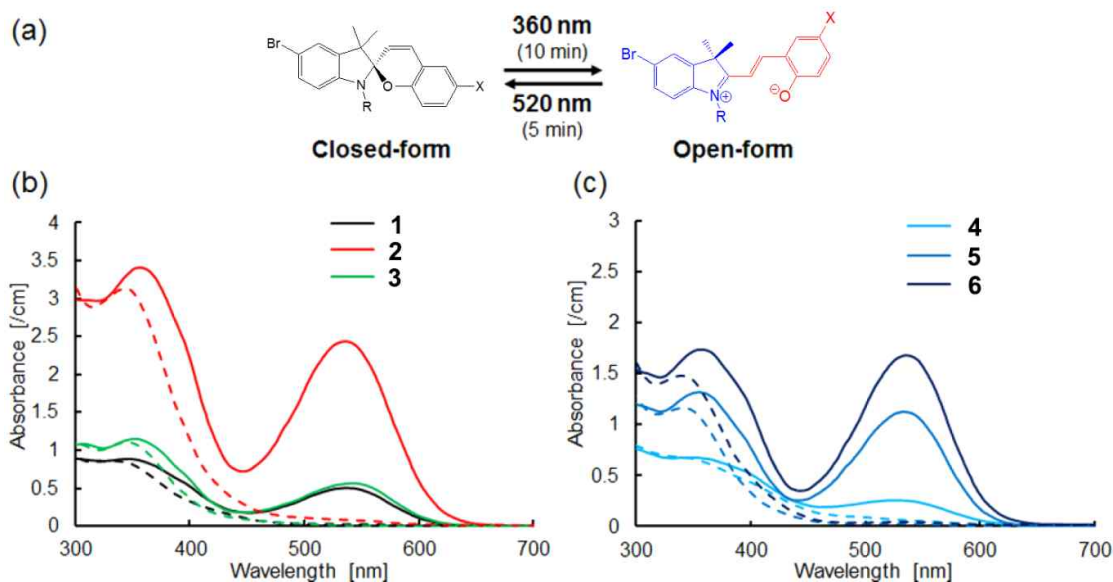 (a)
Br
N
R
O
X
Closed-form
360 nm
(10 min)
520 nm
(5 min)
Br
N⊕
R
⊖
O
X
Open-form
(b)
4
3.5
3
2.5
2
1.5
1
0.5
0
Absorbance [/cm]
300 400 500 600 700
Wavelength [nm]
1
2
3
(c)
3
2.5
2
1.5
1
0.5
0
Absorbance [/cm]
300 400 500 600 700
Wavelength [nm]
4
5
6